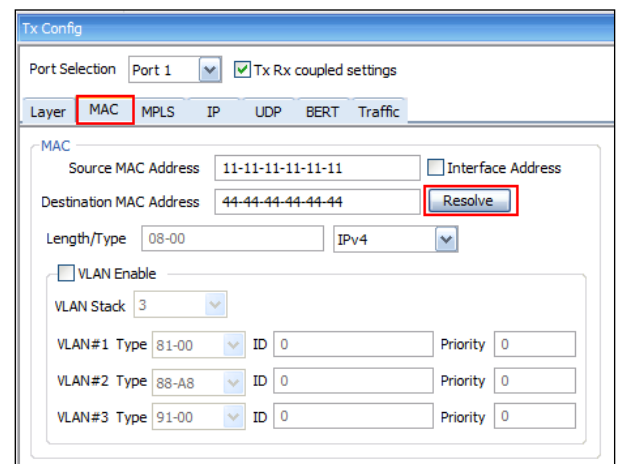 Tx Config
Port Selection Port 1 Tx Rx coupled settings
Layer MAC MPLS IP UDP BERT Traffic
MAC
Source MAC Address 11-11-11-11-11-11 Interface Address
Destination MAC Address 44-44-44-44-44-44 Resolve
Length/Type 08-00 IPv4
VLAN Enable
VLAN Stack 3
VLAN#1 Type 81-00 ID 0 Priority 0
VLAN#2 Type 88-A8 ID 0 Priority 0
VLAN#3 Type 91-00 ID 0 Priority 0